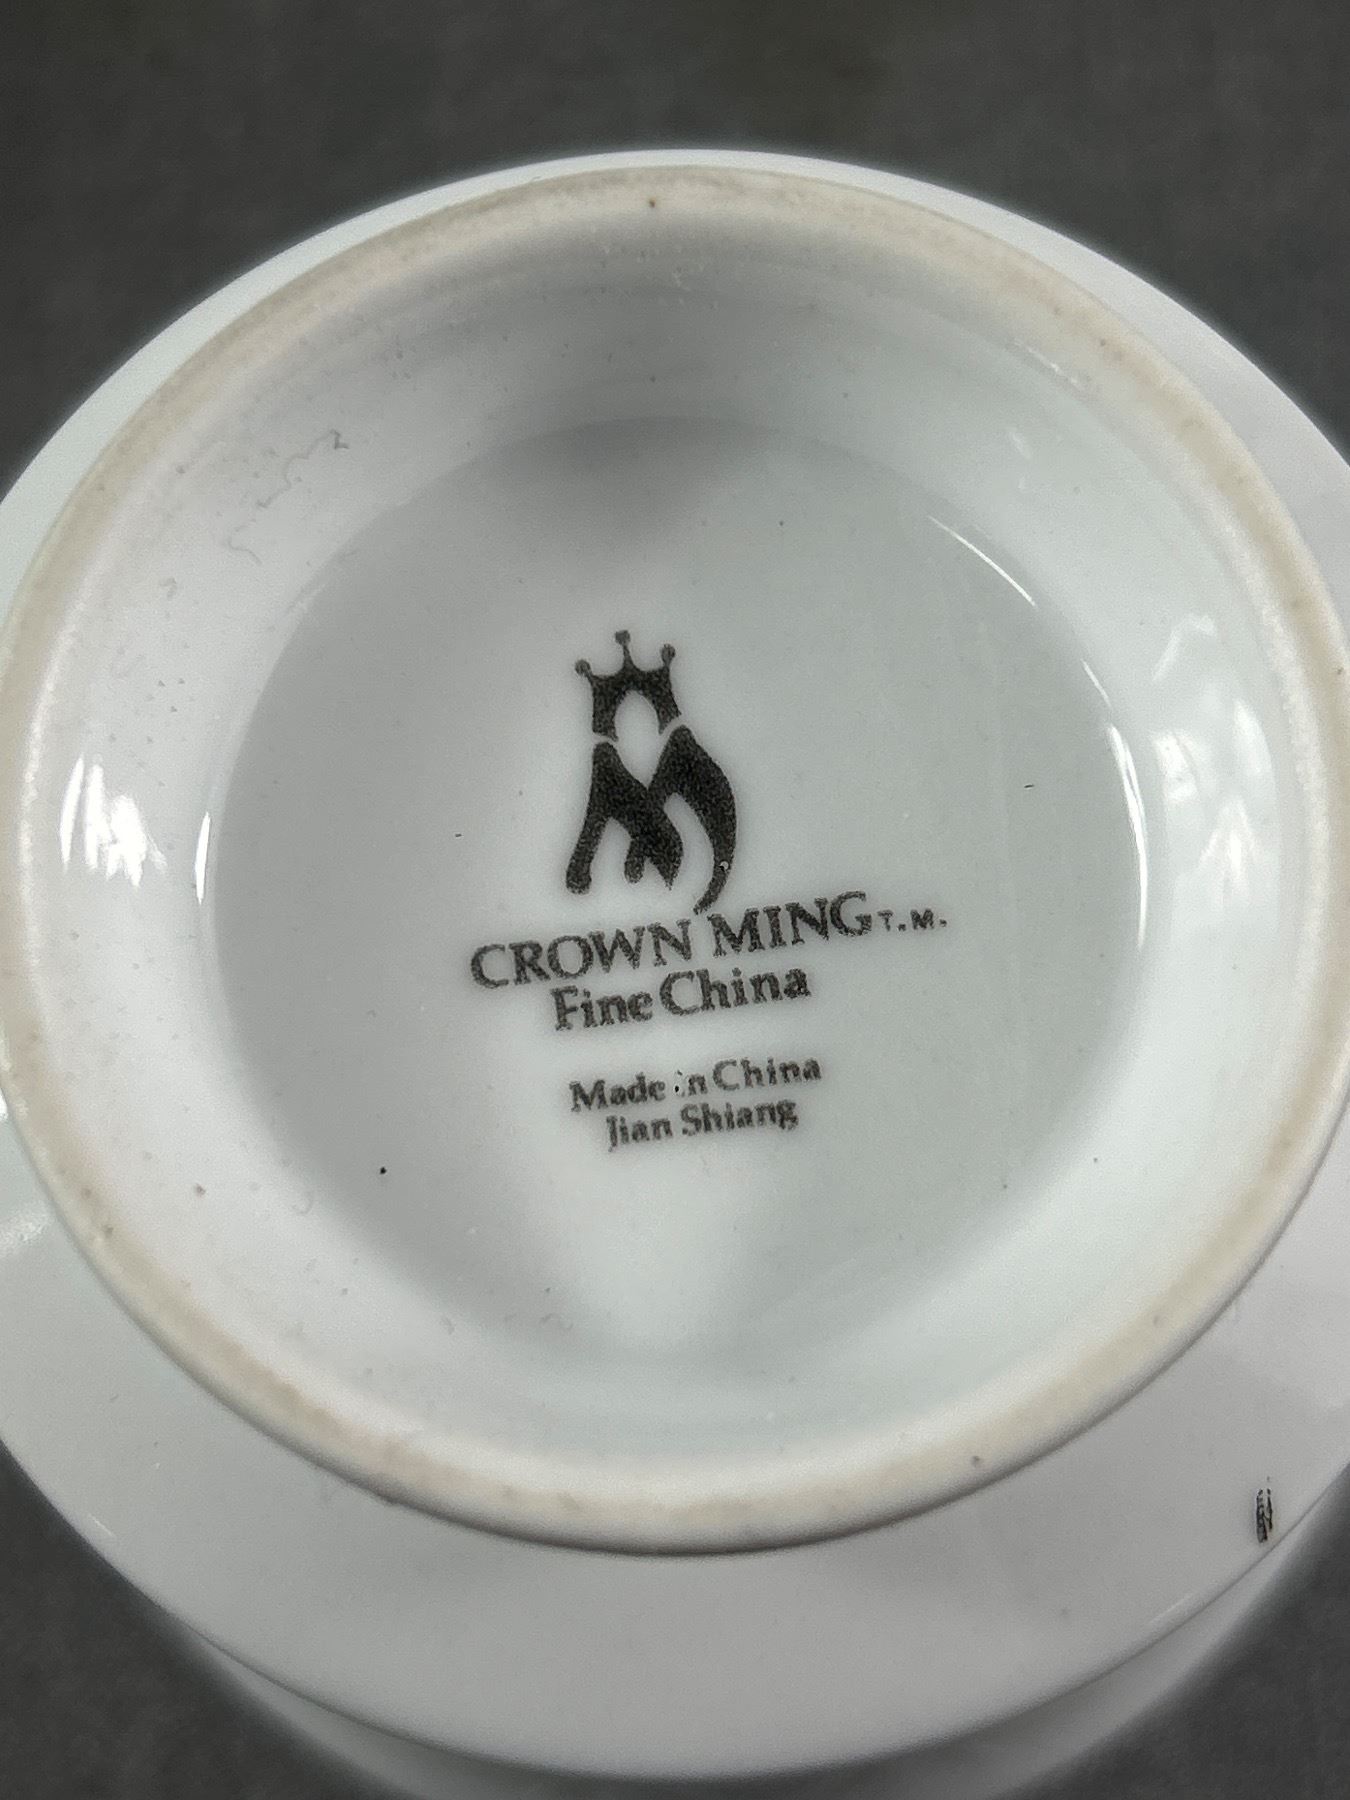 CROWN MING T.M.
Fine China
Made in China
Jian Shiang